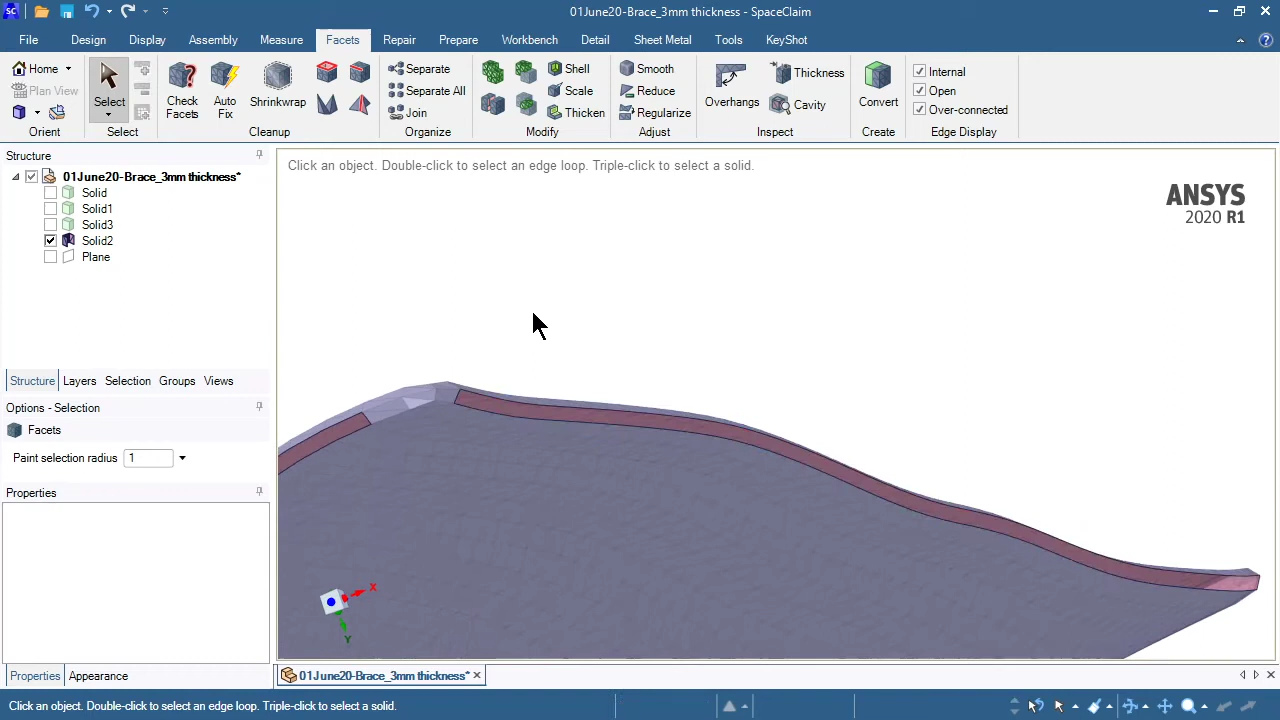 01June20-Brace_3mm thickness - SpaceClaim
File Design Display Assembly Measure Facets Repair Prepare Workbench Detail Sheet Metal Tools KeyShot
Home
Plan View
Orient
Select
Select
Check Facets
Auto Fix
Shrinkwrap
Cleanup
Separate
Separate All
Join
Organize
Shell
Scale
Thicken
Modify
Smooth
Reduce
Regularize
Adjust
Overhangs
Thickness
Cavity
Inspect
Convert
Create
Internal
Open
Over-connected
Edge Display
Structure
01June20-Brace_3mm thickness*
Solid
Solid1
Solid3
Solid2
Plane
Structure Layers Selection Groups Views
Options - Selection
Facets
Paint selection radius 1
Properties
Properties Appearance
Click an object. Double-click to select an edge loop. Triple-click to select a solid.
ANSYS
2020 R1
X
Y
01June20-Brace_3mm thickness*
Click an object. Double-click to select an edge loop. Triple-click to select a solid.